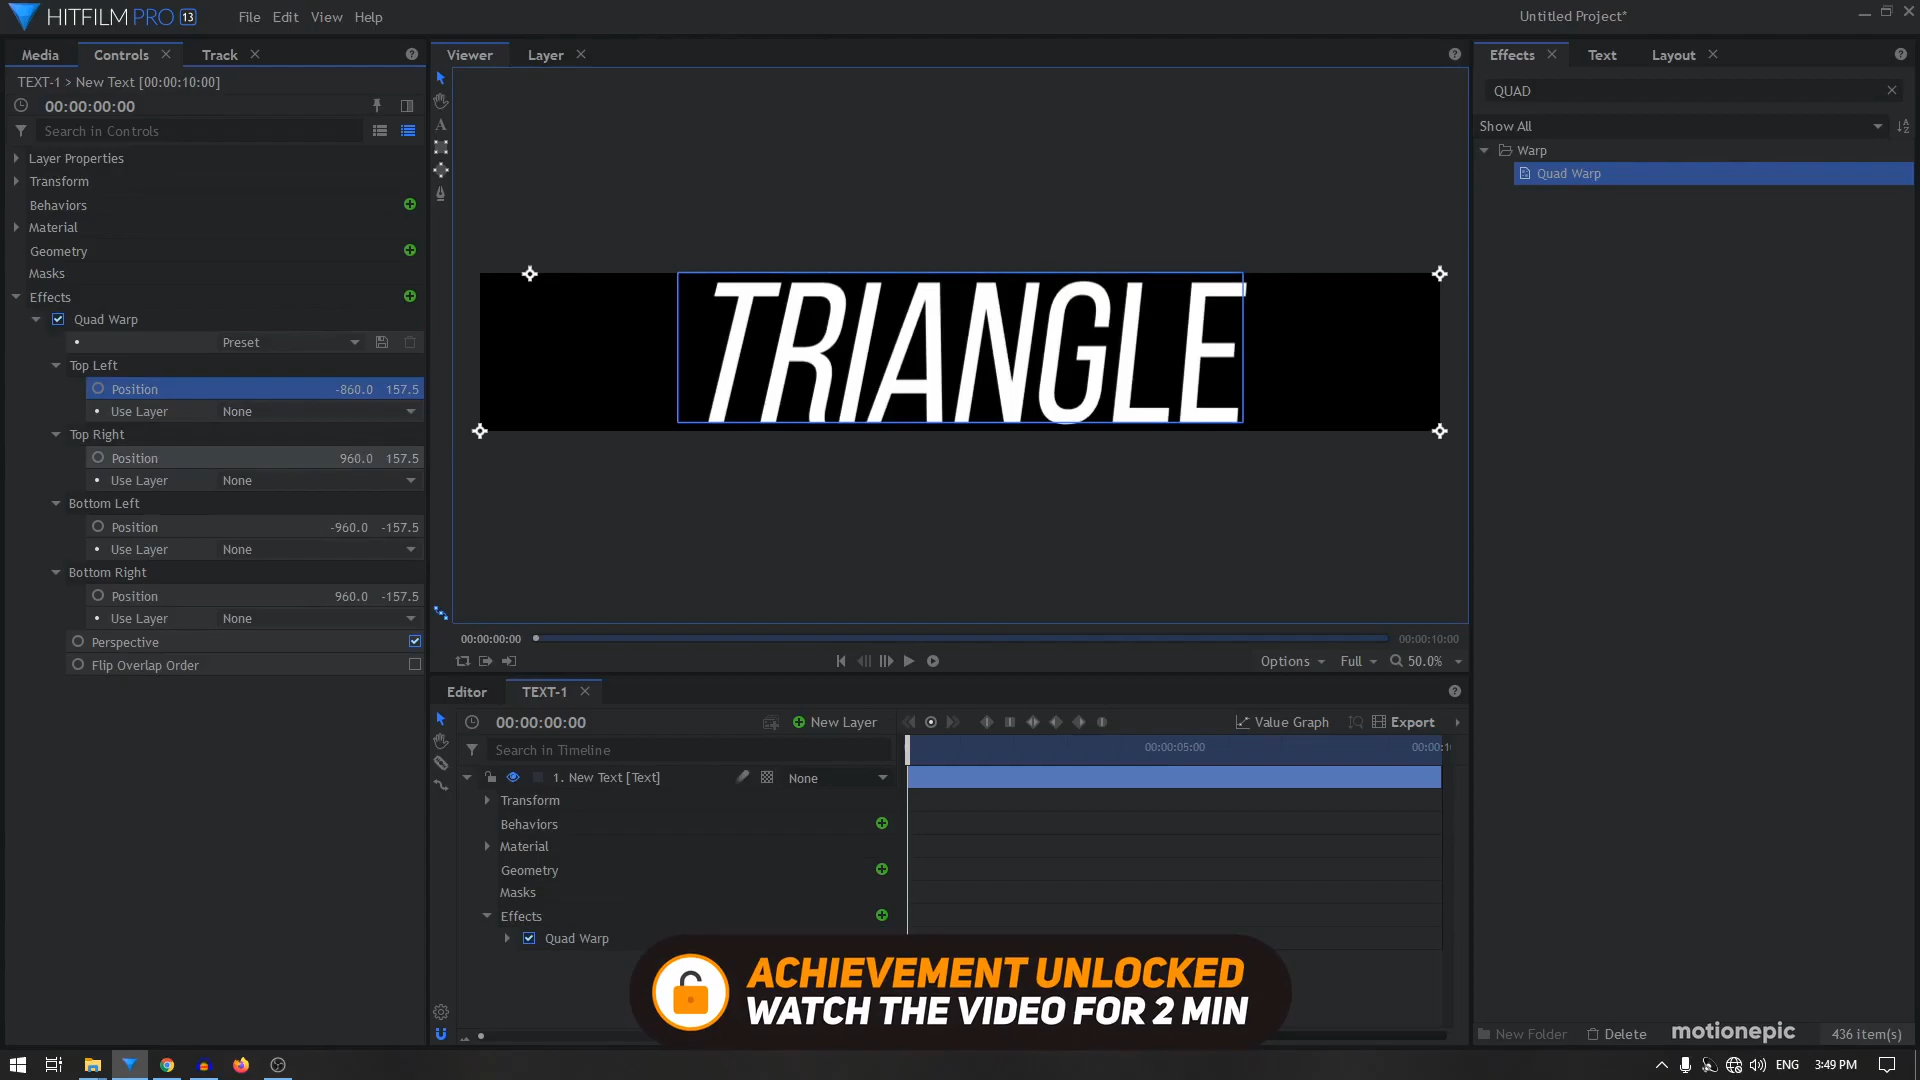 HITFILM PRO 13
File Edit View Help
Untitled Project*
Media Controls Track
TEXT-1 > New Text [00:00:10:00]
00:00:00:00
Search in Controls
Layer Properties
Transform
Behaviors
Material
Geometry
Masks
Effects
Quad Warp
Preset
Top Left
Position -860.0 157.5
Use Layer None
Top Right
Position 960.0 157.5
Use Layer None
Bottom Left
Position -960.0 -157.5
Use Layer None
Bottom Right
Position 960.0 -157.5
Use Layer None
Perspective
Flip Overlap Order
Viewer Layer
TRIANGLE
00:00:00:00
00:00:10:00
Options Full 50.0%
Editor TEXT-1
00:00:00:00 New Layer Value Graph Export
Search in Timeline
00:00:05:00
00:00:1
1. New Text [Text] None
Transform
Behaviors
Material
Geometry
Masks
Effects
Quad Warp
Effects Text Layout
QUAD
Show All
Warp
Quad Warp
New Folder Delete 436 item(s)
motionepic
ACHIEVEMENT UNLOCKED
WATCH THE VIDEO FOR 2 MIN
ENG 3:49 PM